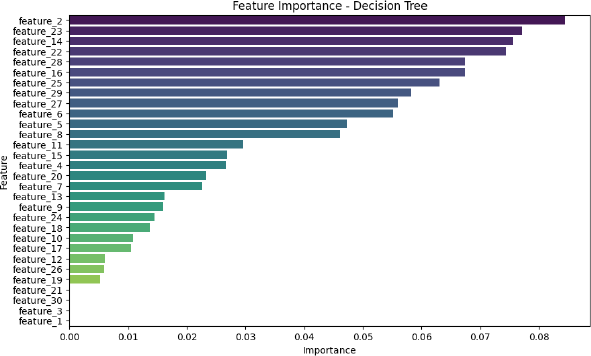 Feature Importance - Decision Tree
feature_2
feature_23
feature_14
feature_22
feature_28
feature_16
feature_25
feature_29
feature_27
feature_6
feature_5
feature_8
feature_11
feature_15
feature_4
feature_20
feature_7
feature_13
feature_9
feature_24
feature_18
feature_10
feature_17
feature_12
feature_26
feature_19
feature_21
feature_30
feature_3
feature_1
Feature
0.00 0.01 0.02 0.03 0.04 0.05 0.06 0.07 0.08
Importance